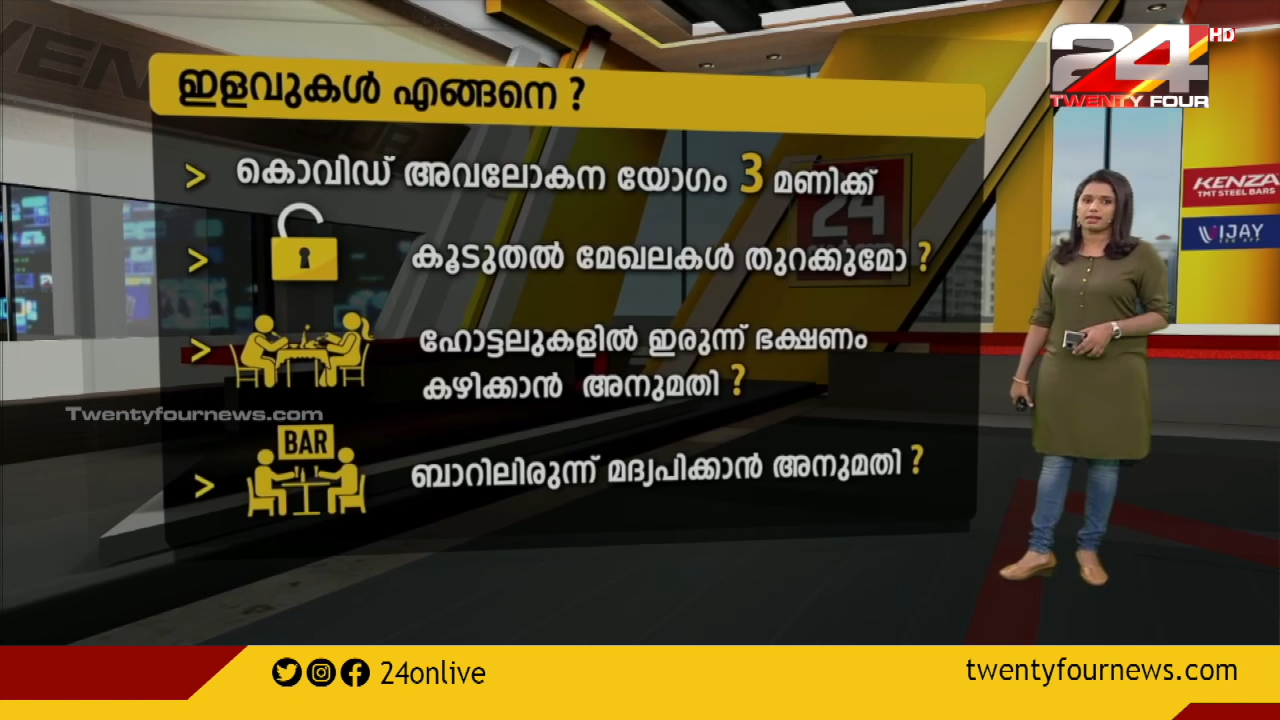 24 HD
TWENTY FOUR
ഇളവുകൾ എങ്ങനെ ?
> കൊവിഡ് അവലോകന യോഗം 3 മണിക്ക്
> കൂടുതൽ മേഖലകൾ തുറക്കുമോ ?
> ഹോട്ടലുകളിൽ ഇരുന്ന് ഭക്ഷണം
കഴിക്കാൻ അനുമതി ?
BAR
> ബാറിലിരുന്ന് മദ്യപിക്കാൻ അനുമതി ?
Twentyfournews.com
24
KENZA
TMT STEEL BARS
VIJAY
24onlive
twentyfournews.com